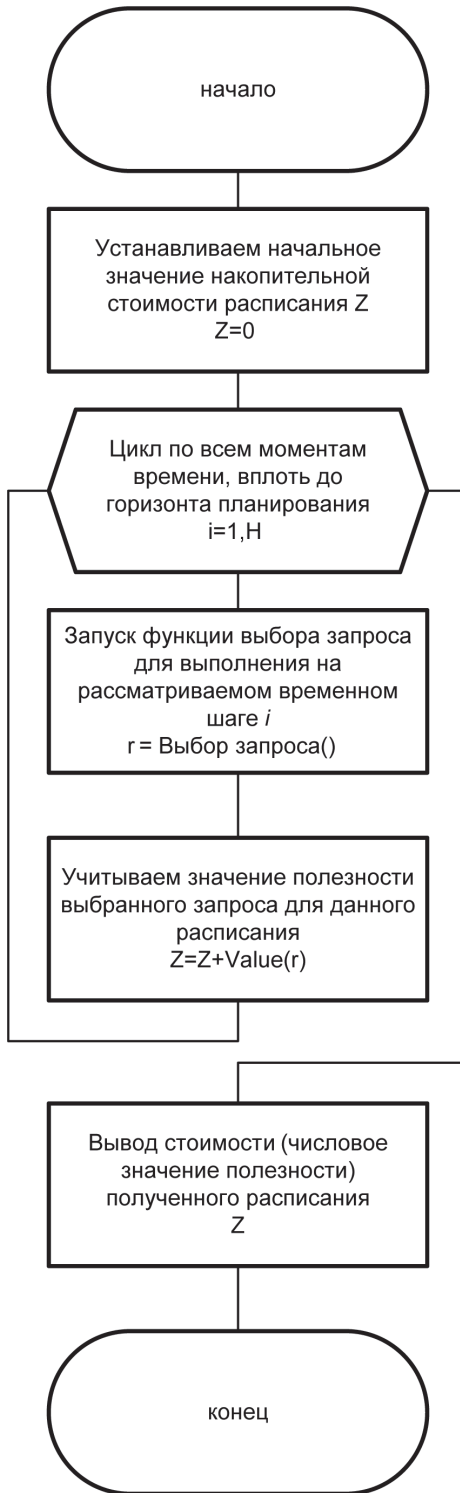 начало
Устанавливаем начальное
значение накопительной
стоимости расписания Z
Z=0
Цикл по всем моментам
времени, вплоть до
горизонта планирования
i=1,H
Запуск функции выбора запроса
для выполнения на
рассматриваемом временном
шаге i
r = Выбор запроса()
Учитываем значение полезности
выбранного запроса для данного
расписания
Z=Z+Value(r)
Вывод стоимости (числовое
значение полезности)
полученного расписания
Z
конец